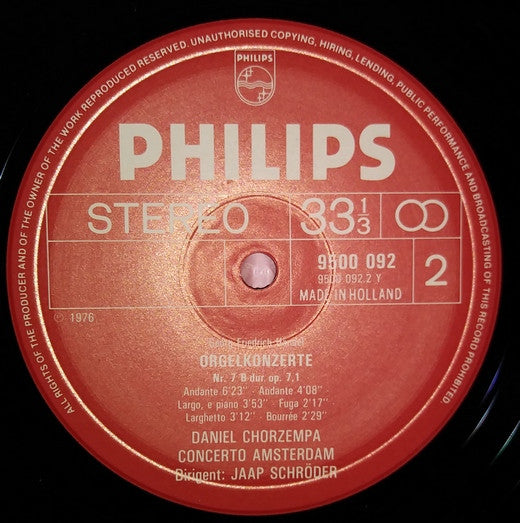 ALL RIGHTS OF THE PRODUCER AND OF THE OWNER OF THE WORK REPRODUCED RESERVED. UNAUTHORISED COPYING, HIRING, LENDING, PUBLIC PERFORMANCE AND BROADCASTING OF THIS RECORD PROHIBITED.
PHILIPS
PHILIPS
STEREO
33 1/3
9500 092
9500 092.2 Y
MADE IN HOLLAND
2
℗ 1976
Georg Friedrich Händel
ORGELKONZERTE
Nr. 7 B-dur, op. 7,1
Andante 6'23" · Andante 4'08"
Largo, e piano 3'53" · Fuga 2'17"
Larghetto 3'12" · Bourrée 2'29"
DANIEL CHORZEMPA
CONCERTO AMSTERDAM
Dirigent: JAAP SCHRÖDER